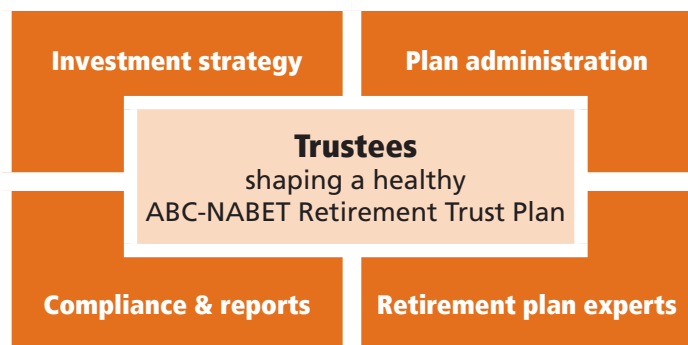 Investment strategy
Plan administration
Trustees
shaping a healthy
ABC-NABET Retirement Trust Plan
Compliance & reports
Retirement plan experts